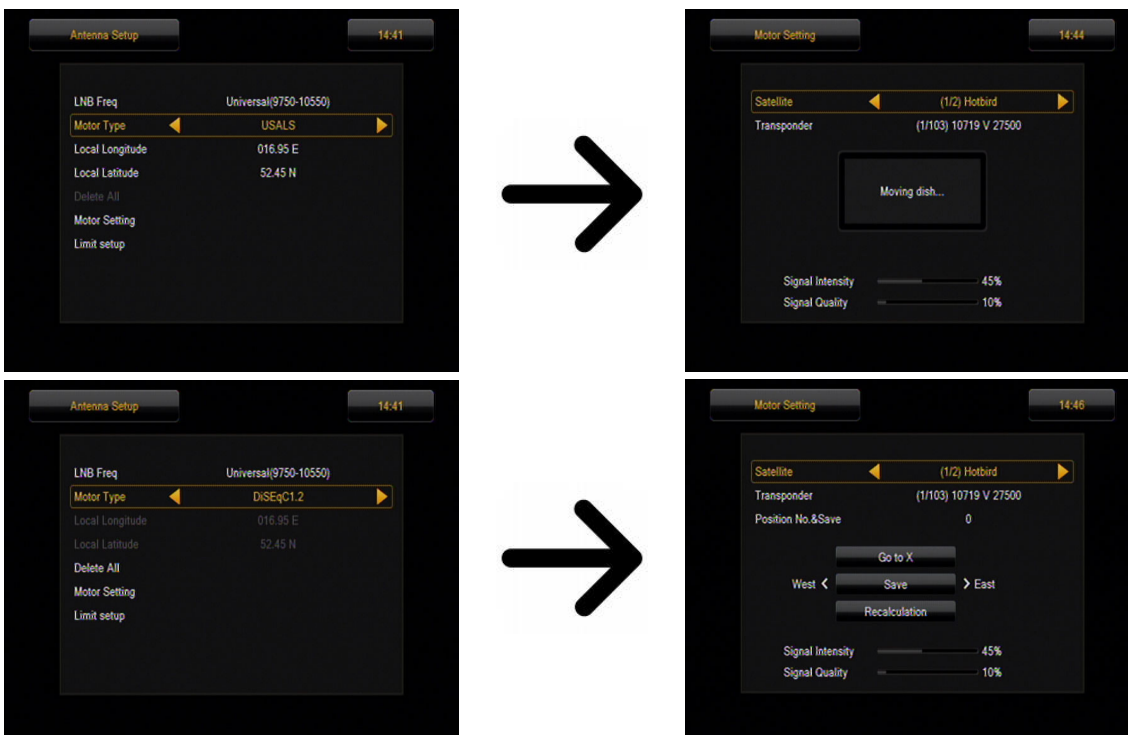 Antenna Setup 14:41
LNB Freq Universal(9750-10550)
Motor Type USALS
Local Longitude 016.95 E
Local Latitude 52.45 N
Delete All
Motor Setting
Limit setup
Motor Setting 14:44
Satellite (1/2) Hotbird
Transponder (1/103) 10719 V 27500
Moving dish...
Signal Intensity 45%
Signal Quality 10%
Antenna Setup 14:41
LNB Freq Universal(9750-10550)
Motor Type DiSEqC1.2
Local Longitude 016.95 E
Local Latitude 52.45 N
Delete All
Motor Setting
Limit setup
Motor Setting 14:46
Satellite (1/2) Hotbird
Transponder (1/103) 10719 V 27500
Position No.&Save 0
Go to X
West < Save > East
Recalculation
Signal Intensity 45%
Signal Quality 10%